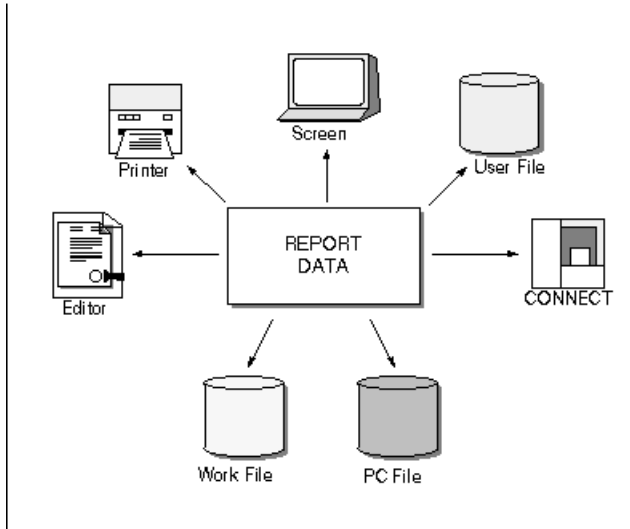 Screen
Printer
User File
REPORT
DATA
Editor
CONNECT
Work File
PC File